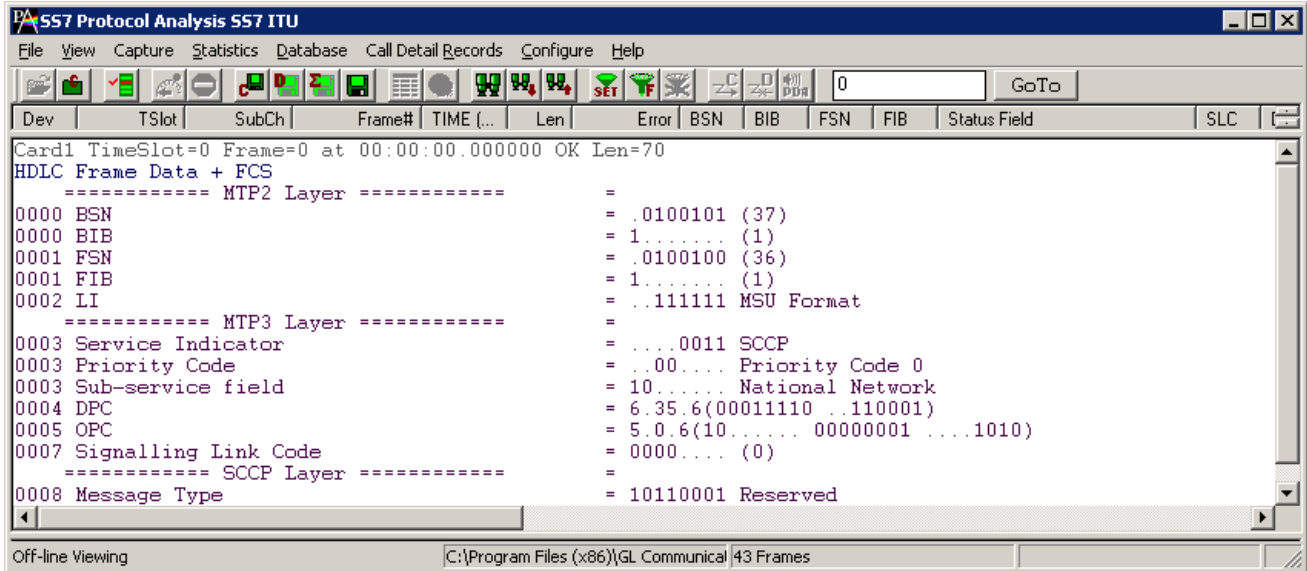 SS7 Protocol Analysis SS7 ITU
File View Capture Statistics Database Call Detail Records Configure Help
0 GoTo
Dev TSlot SubCh Frame# TIME (... Len Error BSN BIB FSN FIB Status Field SLC
Card1 TimeSlot=0 Frame=0 at 00:00:00.000000 OK Len=70
HDLC Frame Data + FCS
============ MTP2 Layer ============ =
0000 BSN = .0100101 (37)
0000 BIB = 1....... (1)
0001 FSN = .0100100 (36)
0001 FIB = 1....... (1)
0002 LI = ..111111 MSU Format
============ MTP3 Layer ============ =
0003 Service Indicator = ....0011 SCCP
0003 Priority Code = ..00.... Priority Code 0
0003 Sub-service field = 10...... National Network
0004 DPC = 6.35.6(00011110 ..110001)
0005 OPC = 5.0.6(10...... 00000001 ....1010)
0007 Signalling Link Code = 0000.... (0)
============ SCCP Layer ============ =
0008 Message Type = 10110001 Reserved
Off-line Viewing C:\Program Files (x86)\GL Communical 43 Frames